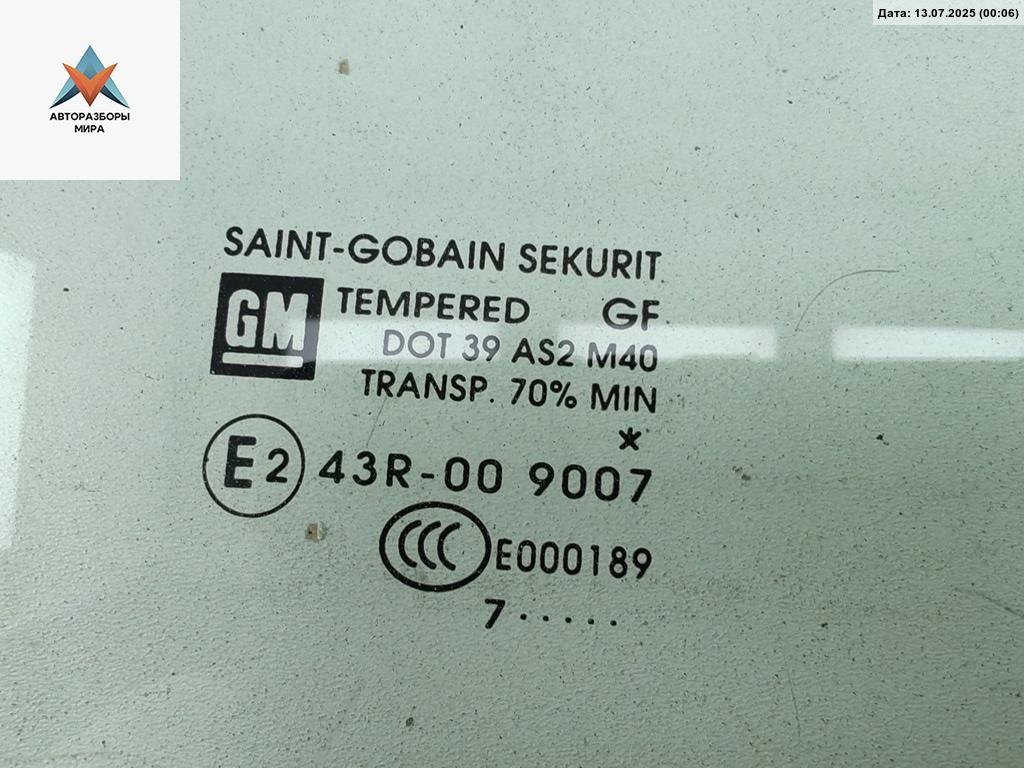 Дата: 13.07.2025 (00:06)
АВТОРАЗБОРЫ
МИРА
SAINT-GOBAIN SEKURIT
GM
TEMPERED GF
DOT 39 AS2 M40
TRANSP. 70% MIN
*
E2 43R-00 9007
CCC E000189
7 . . . . .